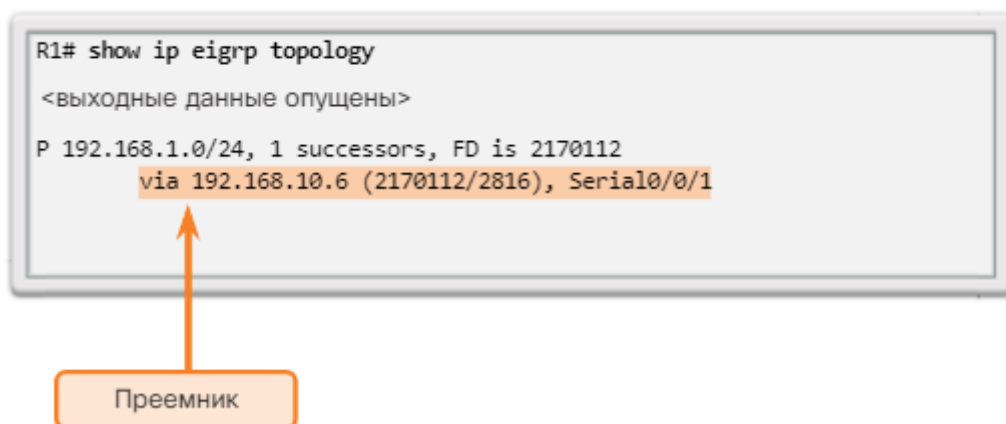 R1# show ip eigrp topology
<выходные данные опущены>
P 192.168.1.0/24, 1 successors, FD is 2170112
via 192.168.10.6 (2170112/2816), Serial0/0/1
Преемник